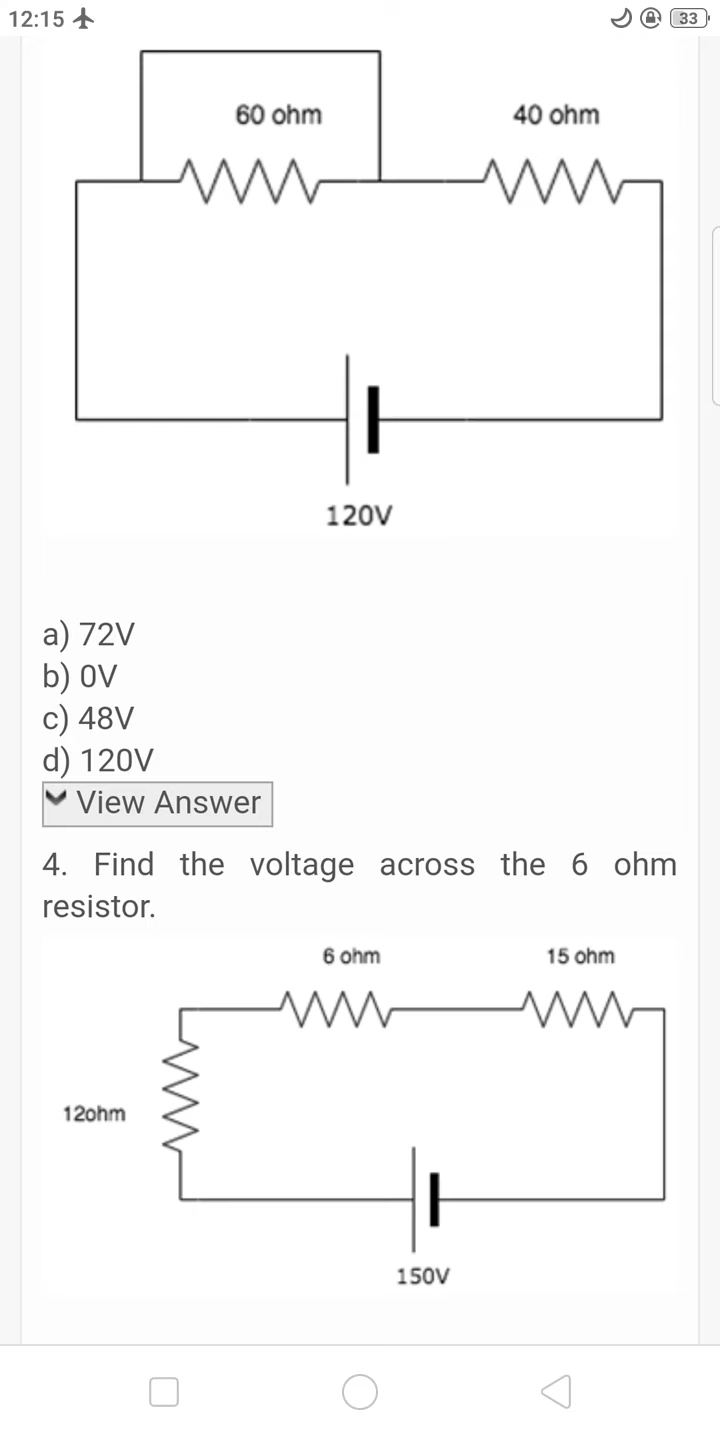 12:15
33
60 ohm
40 ohm
120V
a) 72V
b) 0V
c) 48V
d) 120V
View Answer
4. Find the voltage across the 6 ohm
resistor.
6 ohm
15 ohm
12ohm
150V